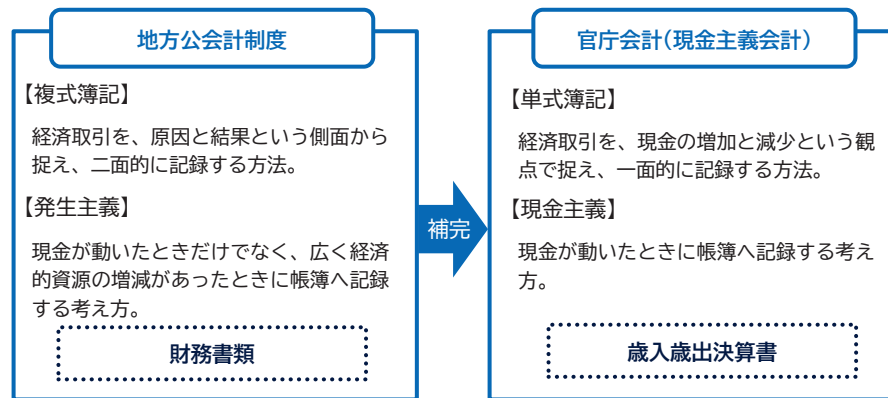 地方公会計制度
【複式簿記】
経済取引を、原因と結果という側面から
捉え、二面的に記録する方法。
【発生主義】
現金が動いたときだけでなく、広く経済
的資源の増減があったときに帳簿へ記録
する考え方。
財務書類
補完
官庁会計(現金主義会計)
【単式簿記】
経済取引を、現金の増加と減少という観
点で捉え、一面的に記録する方法。
【現金主義】
現金が動いたときに帳簿へ記録する考え
方。
歳入歳出決算書